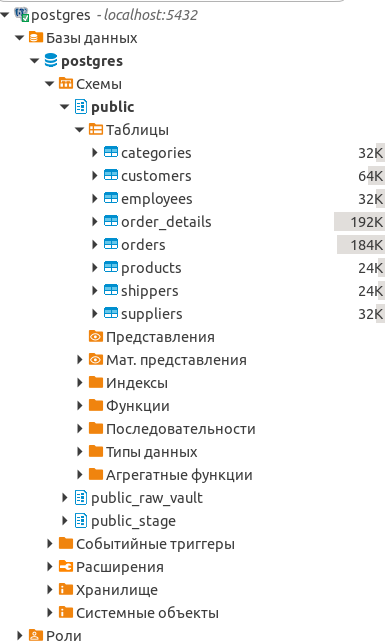 postgres - localhost:5432
Базы данных
postgres
Схемы
public
Таблицы
categories 32K
customers 64K
employees 32K
order_details 192K
orders 184K
products 24K
shippers 24K
suppliers 32K
Представления
Мат. представления
Индексы
Функции
Последовательности
Типы данных
Агрегатные функции
public_raw_vault
public_stage
Событийные триггеры
Расширения
Хранилище
Системные объекты
Роли